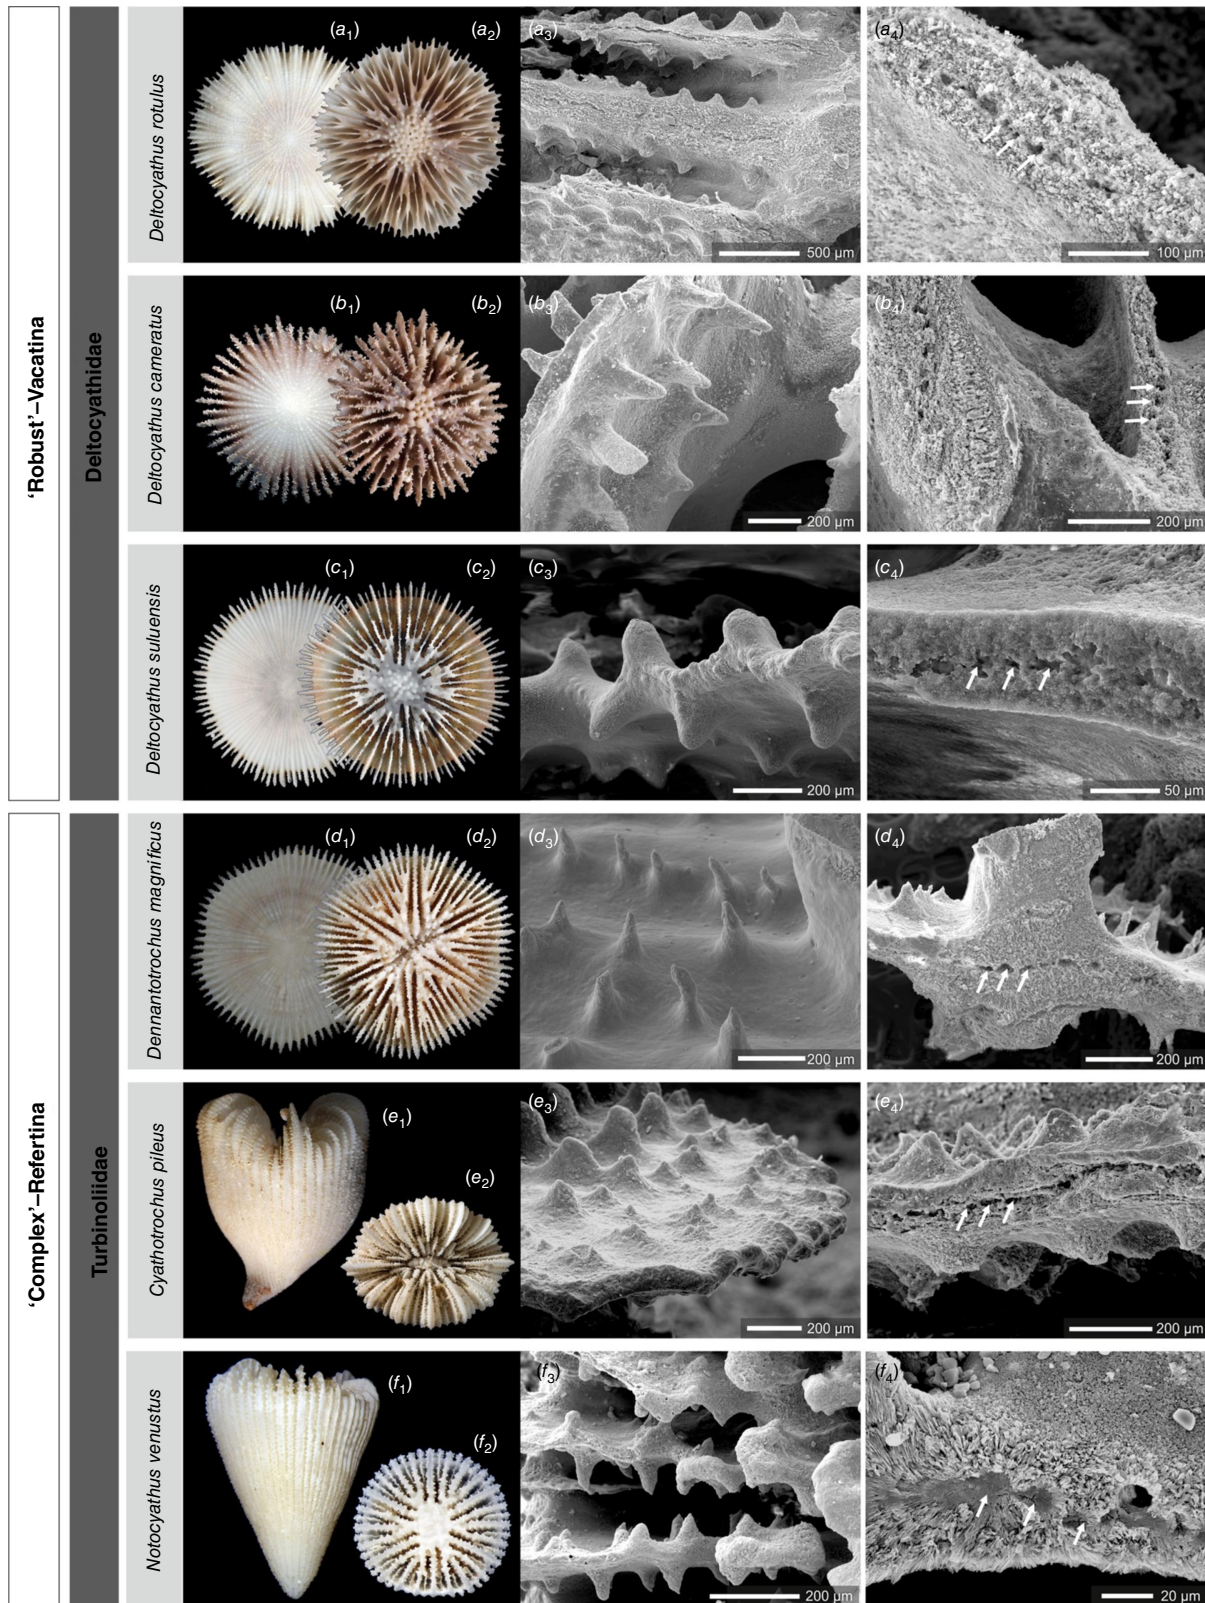 'Robust'–Vacatina
Deltocyathidae
Deltocyathus rotulus
(a1)
(a2)
(a3)
500 µm
(a4)
100 µm
Deltocyathus cameratus
(b1)
(b2)
(b3)
200 µm
(b4)
200 µm
Deltocyathus suluensis
(c1)
(c2)
(c3)
200 µm
(c4)
50 µm
'Complex'–Refertina
Turbinoliidae
Dennantotrochus magnificus
(d1)
(d2)
(d3)
200 µm
(d4)
200 µm
Cyathotrochus pileus
(e1)
(e2)
(e3)
200 µm
(e4)
200 µm
Notocyathus venustus
(f1)
(f2)
(f3)
200 µm
(f4)
20 µm